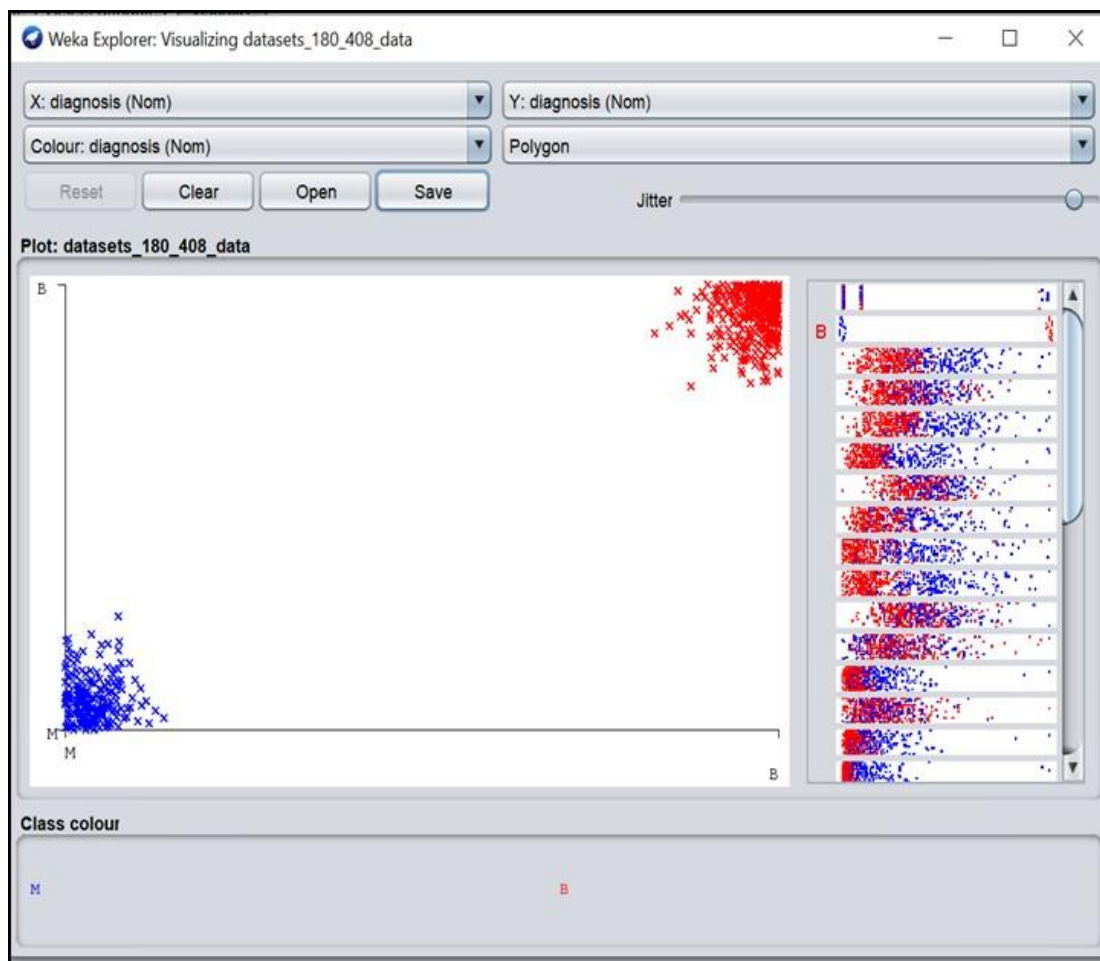 Weka Explorer: Visualizing datasets_180_408_data
X: diagnosis (Nom) Y: diagnosis (Nom)
Colour: diagnosis (Nom) Polygon
Reset Clear Open Save Jitter
Plot: datasets_180_408_data
B
B
M
M
B
Class colour
M B